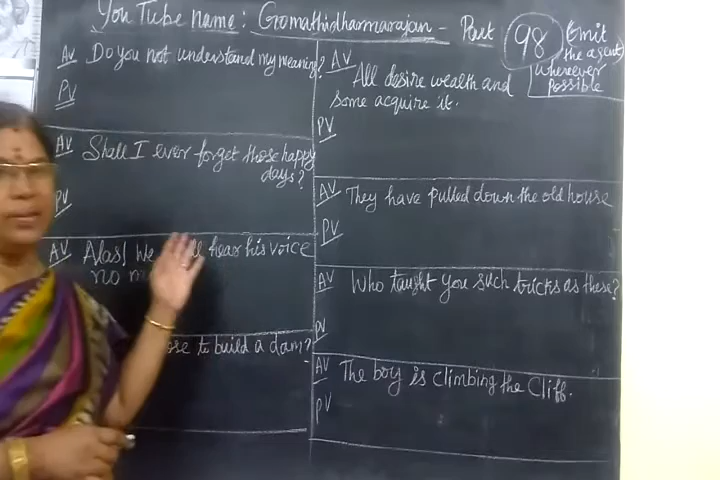 You Tube name: Gromathidharmarajan - Part 98
Omit the agent
wherever
possible
AV Do you not understand my meaning?
PV
AV Shall I ever forget those happy
days?
PV
AV Alas! We hear his voice
no
to build a dam?
AV All desire wealth and
some acquire it.
PV
AV They have pulled down the old house
PV
AV Who taught you such tricks as these?
PV
AV The boy is climbing the Cliff.
PV